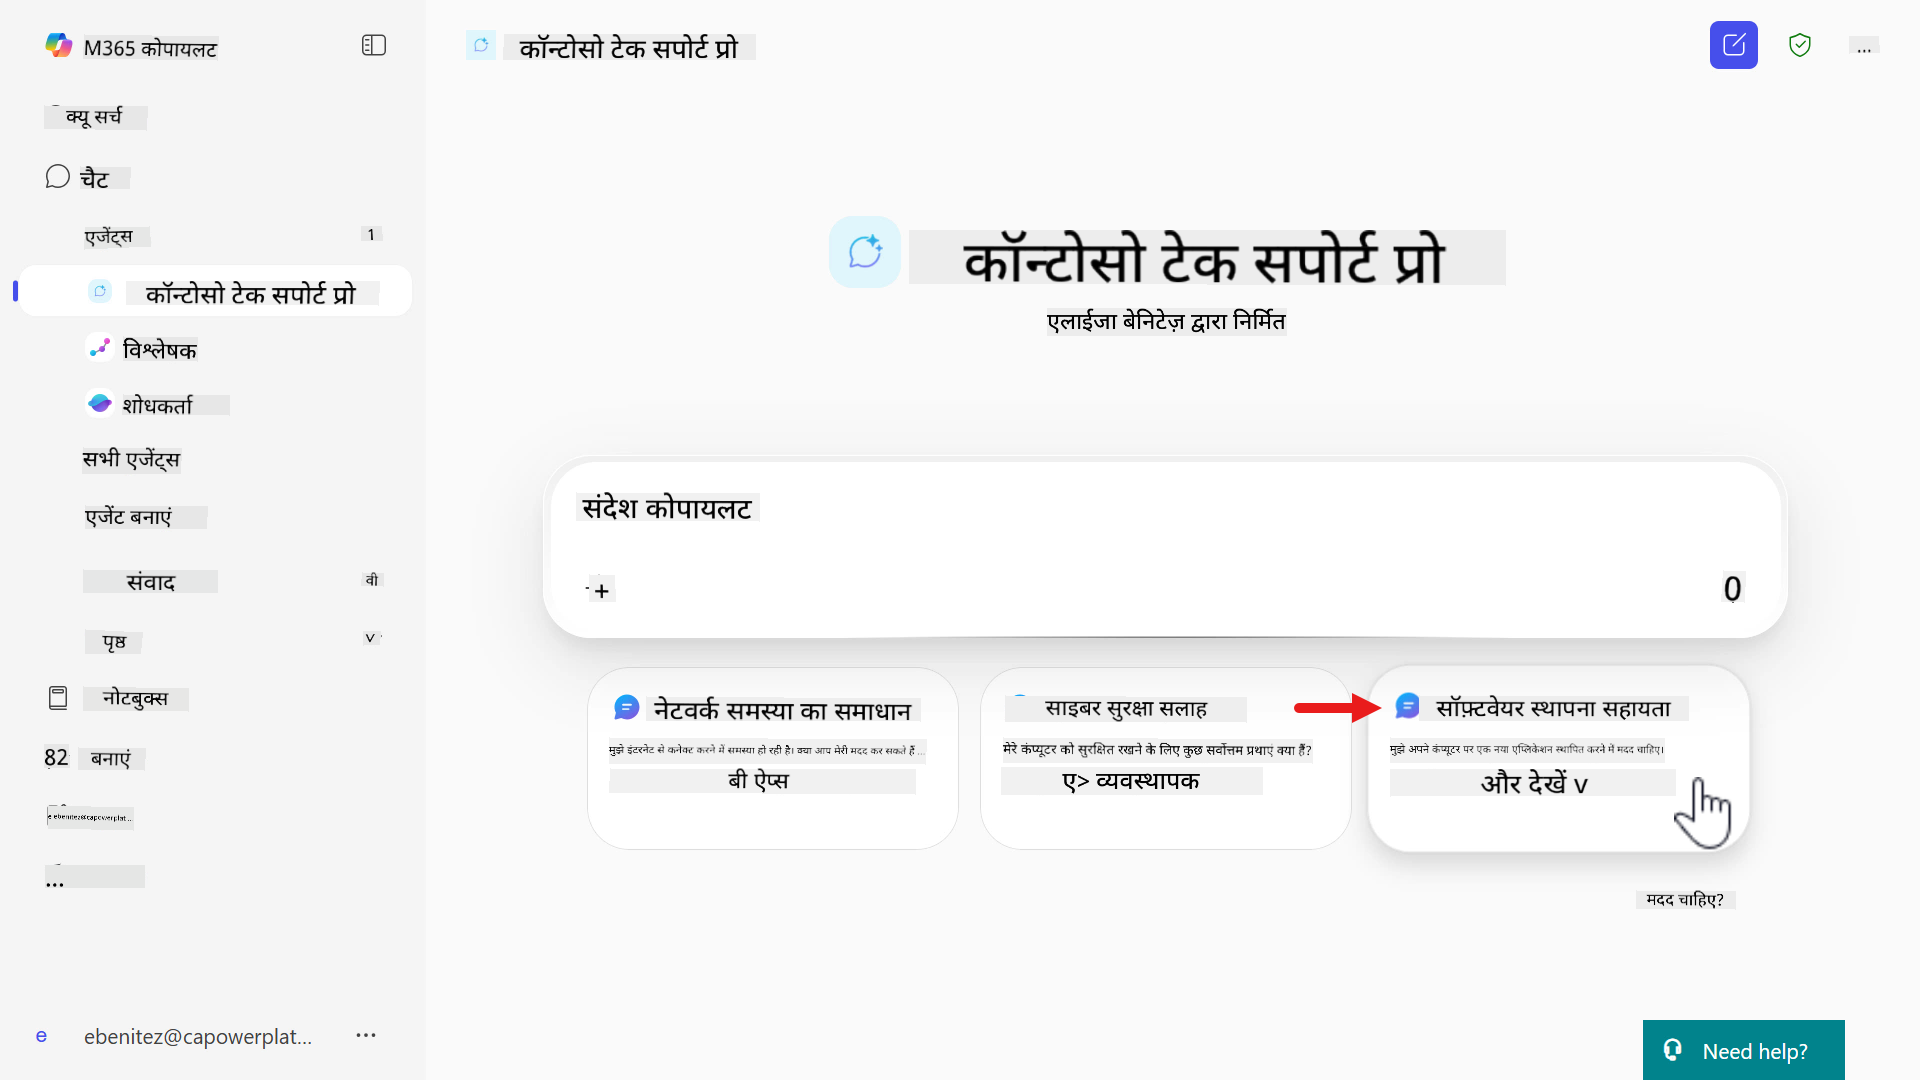 M365 कोपायलट
क्यू सर्च
चैट
एजेंट्स
1
कॉन्टोसो टेक सपोर्ट प्रो
विश्लेषक
शोधकर्ता
सभी एजेंट्स
एजेंट बनाएं
संवाद
वी
पृष्ठ
v
नोटबुक्स
82 बनाएं
e ebenitez@capowerplat...
...
e ebenitez@capowerplat... ...
कॉन्टोसो टेक सपोर्ट प्रो
...
कॉन्टोसो टेक सपोर्ट प्रो
एलाईजा बेनिटेज़ द्वारा निर्मित
संदेश कोपायलट
+
0
नेटवर्क समस्या का समाधान
मुझे इंटरनेट से कनेक्ट करने में समस्या हो रही है। क्या आप मेरी मदद कर सकते हैं ...
बी ऐप्स
साइबर सुरक्षा सलाह
मेरे कंप्यूटर को सुरक्षित रखने के लिए कुछ सर्वोत्तम प्रथाएं क्या हैं?
ए> व्यवस्थापक
सॉफ़्टवेयर स्थापना सहायता
मुझे अपने कंप्यूटर पर एक नया एप्लिकेशन स्थापित करने में मदद चाहिए।
और देखें v
मदद चाहिए?
Need help?